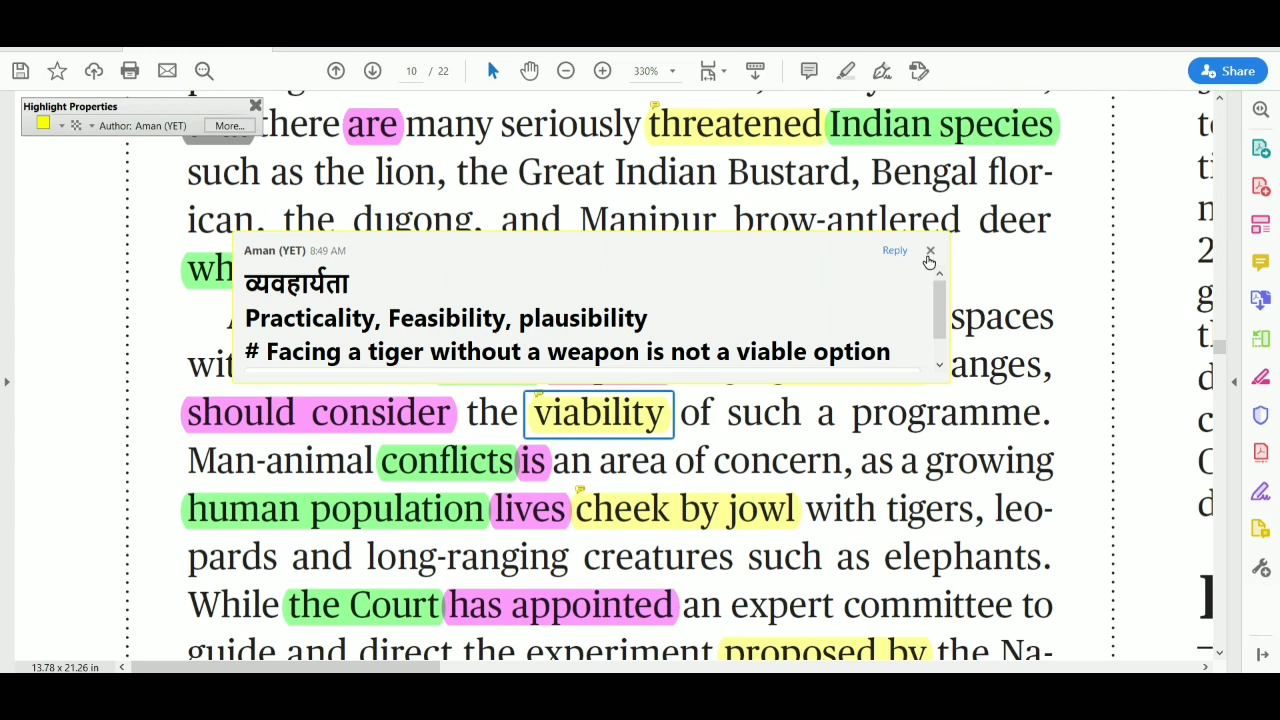 10 / 22
330%
Share
Highlight Properties
Author: Aman (YET) More...
there are many seriously threatened Indian species
such as the lion, the Great Indian Bustard, Bengal flor-
ican, the dugong, and Manipur brow-antlered deer
wh
Aman (YET) 8:49 AM Reply
व्यवहार्यता
Practicality, Feasibility, plausibility
# Facing a tiger without a weapon is not a viable option
spaces
wit
anges,
should consider the viability of such a programme.
Man-animal conflicts is an area of concern, as a growing
human population lives cheek by jowl with tigers, leo-
pards and long-ranging creatures such as elephants.
While the Court has appointed an expert committee to
guide and direct the experiment proposed by the Na-
13.78 x 21.26 in